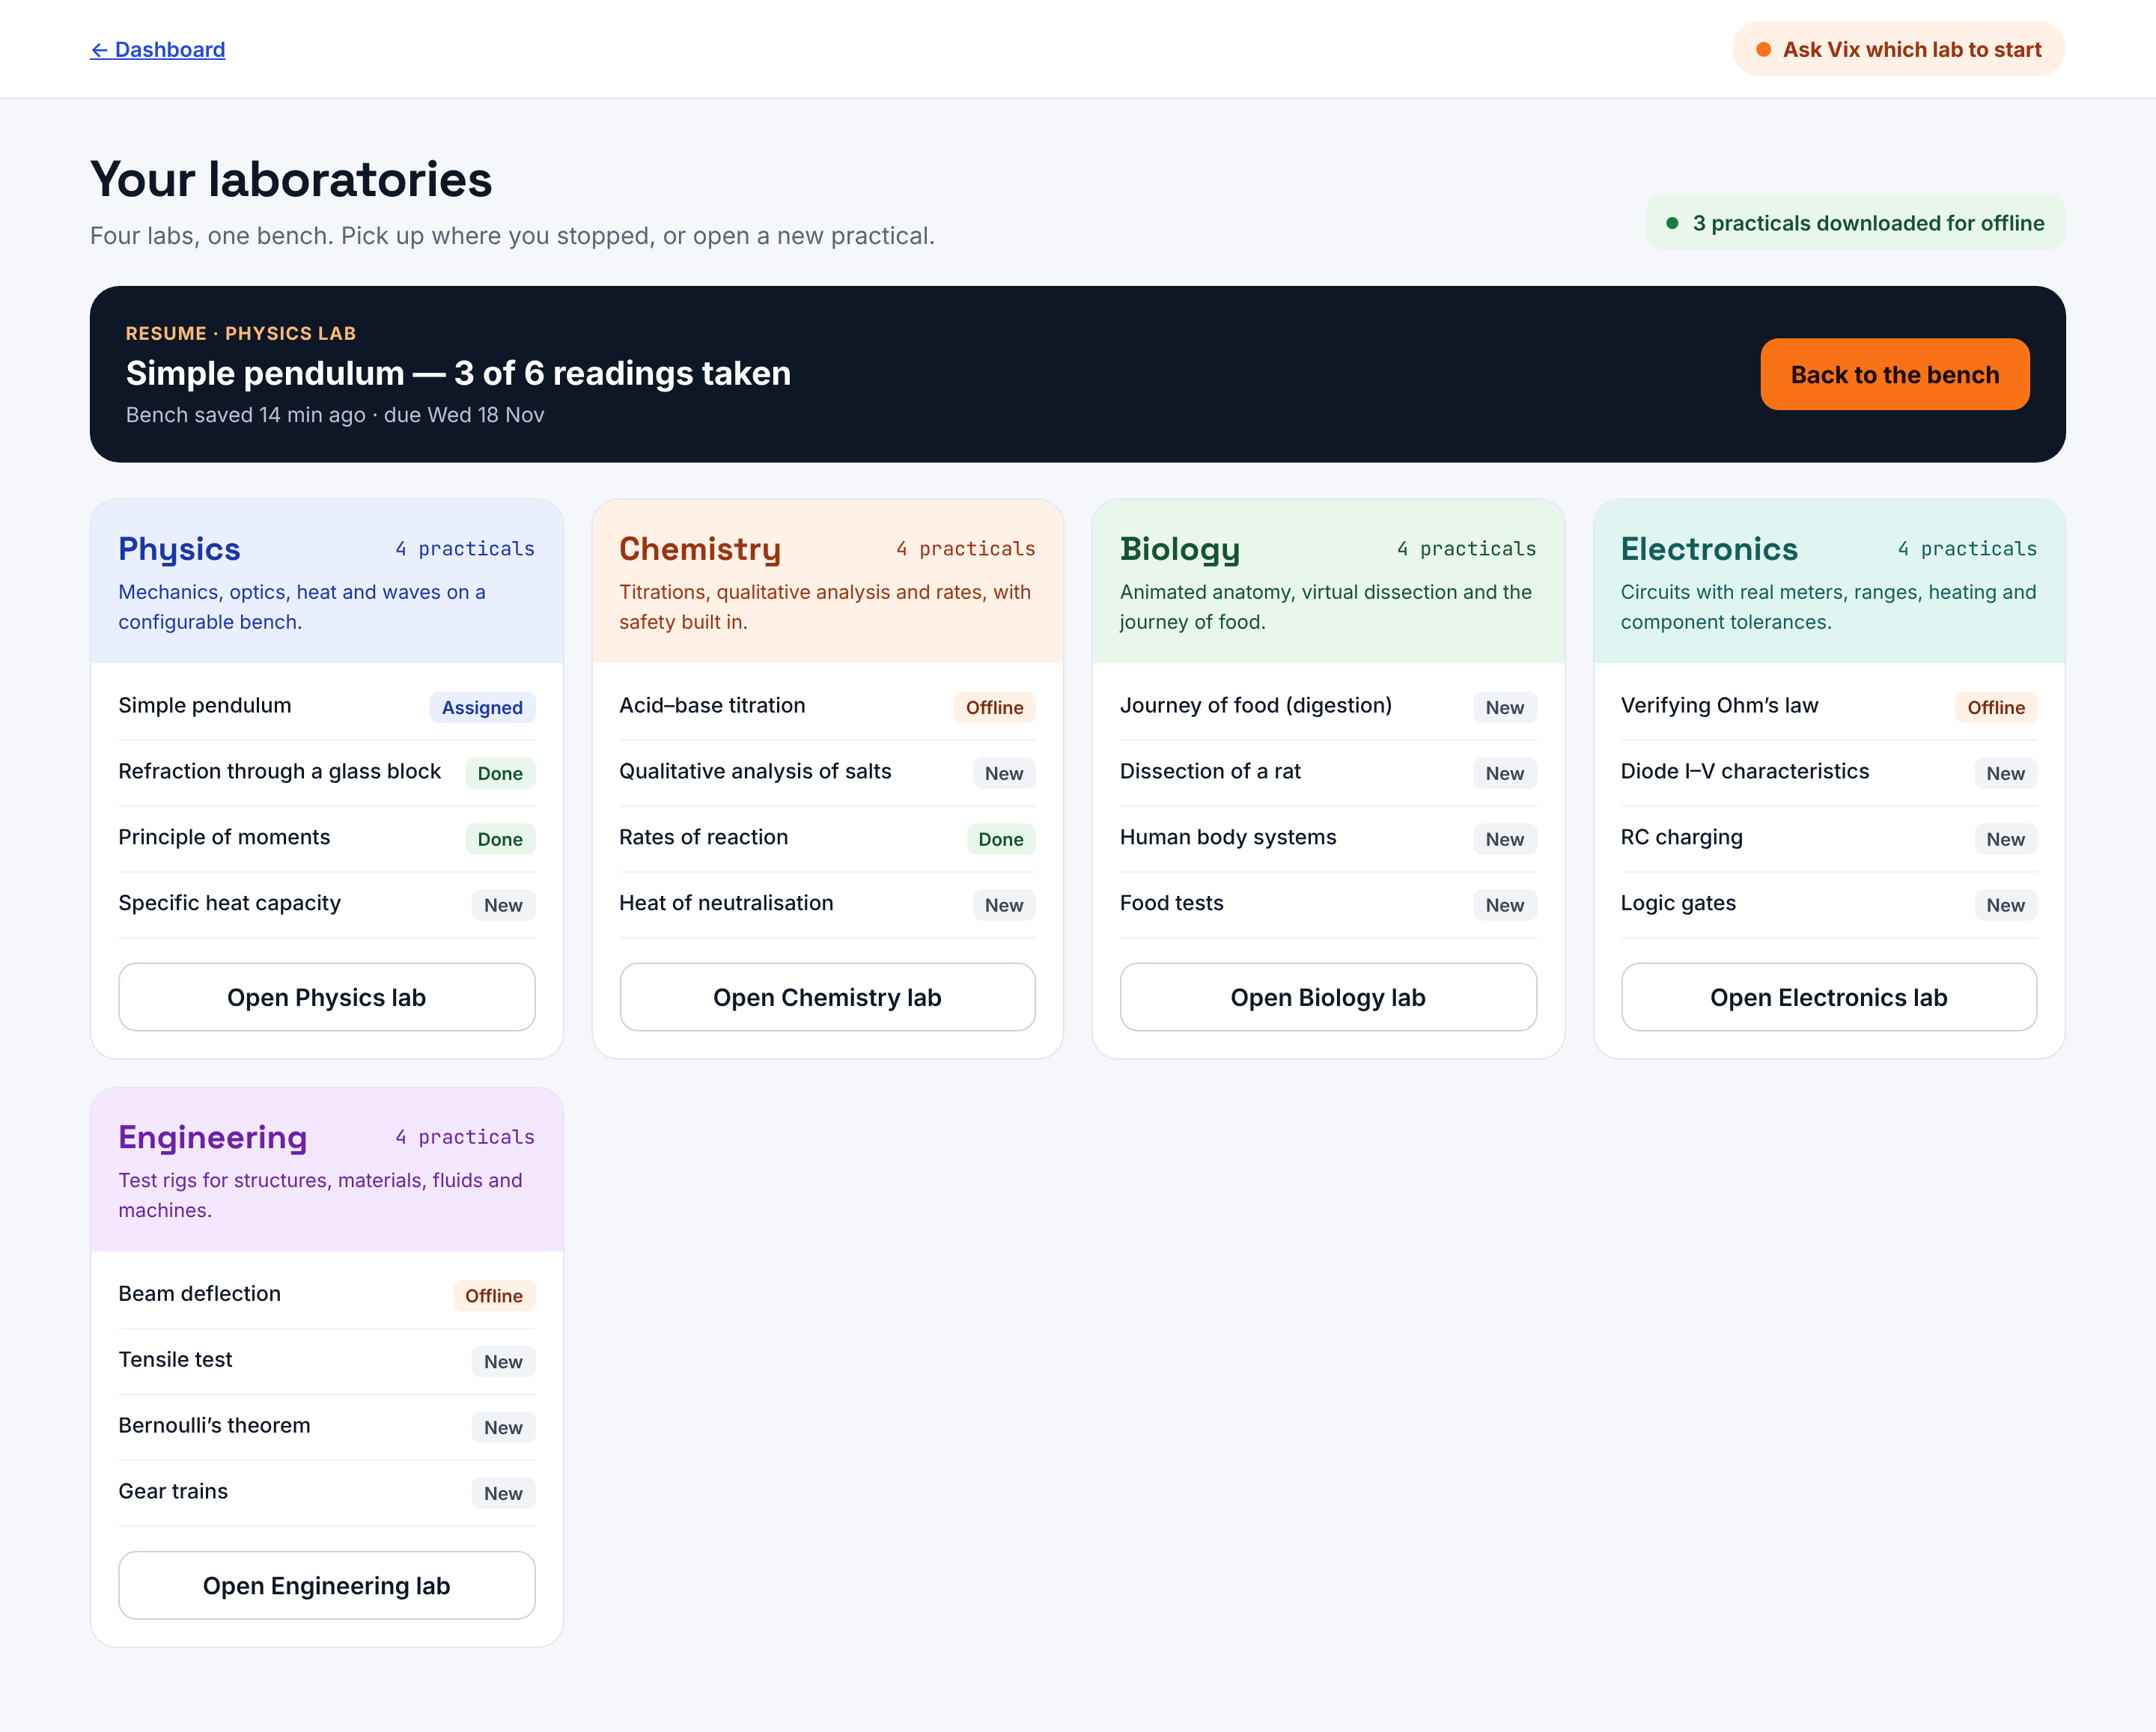 ← Dashboard
Ask Vix which lab to start
Your laboratories
Four labs, one bench. Pick up where you stopped, or open a new practical.
3 practicals downloaded for offline
RESUME · PHYSICS LAB
Simple pendulum — 3 of 6 readings taken
Bench saved 14 min ago · due Wed 18 Nov
Back to the bench
Physics
4 practicals
Mechanics, optics, heat and waves on a
configurable bench.
Simple pendulum
Assigned
Refraction through a glass block
Done
Principle of moments
Done
Specific heat capacity
New
Open Physics lab
Chemistry
4 practicals
Titrations, qualitative analysis and rates, with
safety built in.
Acid–base titration
Offline
Qualitative analysis of salts
New
Rates of reaction
Done
Heat of neutralisation
New
Open Chemistry lab
Biology
4 practicals
Animated anatomy, virtual dissection and the
journey of food.
Journey of food (digestion)
New
Dissection of a rat
New
Human body systems
New
Food tests
New
Open Biology lab
Electronics
4 practicals
Circuits with real meters, ranges, heating and
component tolerances.
Verifying Ohm’s law
Offline
Diode I–V characteristics
New
RC charging
New
Logic gates
New
Open Electronics lab
Engineering
4 practicals
Test rigs for structures, materials, fluids and
machines.
Beam deflection
Offline
Tensile test
New
Bernoulli’s theorem
New
Gear trains
New
Open Engineering lab